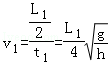 v₁ = (L₁/2)/t₁ = L₁/4 √(g/h)